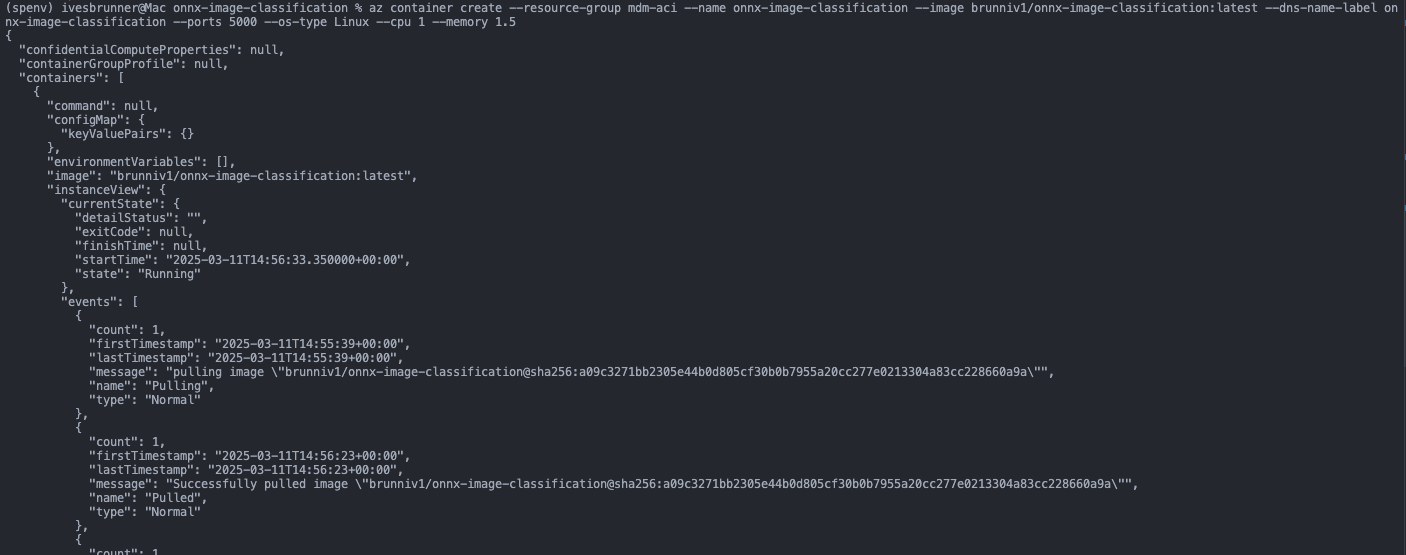 (spenv) ivesbrunner@Mac onnx-image-classification % az container create --resource-group mdm-aci --name onnx-image-classification --image brunniv1/onnx-image-classification:latest --dns-name-label on
nx-image-classification --ports 5000 --os-type Linux --cpu 1 --memory 1.5
{
  "confidentialComputeProperties": null,
  "containerGroupProfile": null,
  "containers": [
    {
      "command": null,
      "configMap": {
        "keyValuePairs": {}
      },
      "environmentVariables": [],
      "image": "brunniv1/onnx-image-classification:latest",
      "instanceView": {
        "currentState": {
          "detailStatus": "",
          "exitCode": null,
          "finishTime": null,
          "startTime": "2025-03-11T14:56:33.350000+00:00",
          "state": "Running"
        },
        "events": [
          {
            "count": 1,
            "firstTimestamp": "2025-03-11T14:55:39+00:00",
            "lastTimestamp": "2025-03-11T14:55:39+00:00",
            "message": "pulling image \"brunniv1/onnx-image-classification@sha256:a09c3271bb2305e44b0d805cf30b0b7955a20cc277e0213304a83cc228660a9a\"",
            "name": "Pulling",
            "type": "Normal"
          },
          {
            "count": 1,
            "firstTimestamp": "2025-03-11T14:56:23+00:00",
            "lastTimestamp": "2025-03-11T14:56:23+00:00",
            "message": "Successfully pulled image \"brunniv1/onnx-image-classification@sha256:a09c3271bb2305e44b0d805cf30b0b7955a20cc277e0213304a83cc228660a9a\"",
            "name": "Pulled",
            "type": "Normal"
          },
          {
            "count": 1